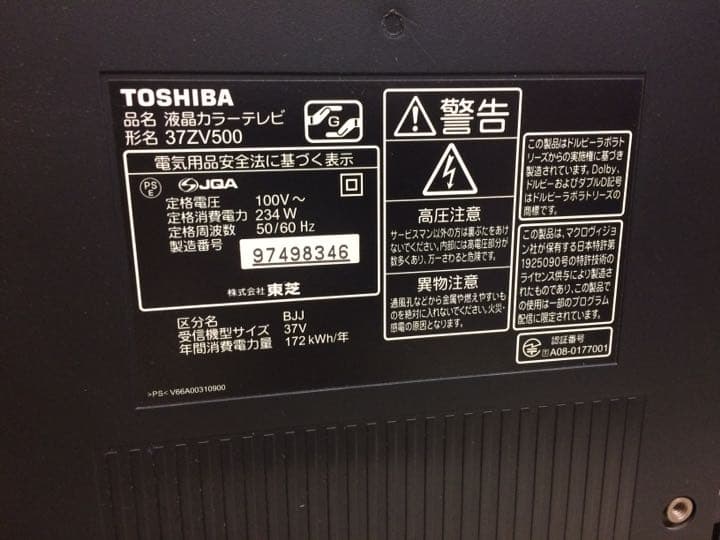 TOSHIBA
品名 液晶カラーテレビ
形名 37ZV500
G
電気用品安全法に基づく表示
PS
E
JQA
定格電圧 100V～
定格消費電力 234 W
定格周波数 50/60 Hz
製造番号
97498346
株式会社 東芝
区分名 BJJ
受信機型サイズ 37V
年間消費電力量 172 kWh/年
>PS< V66A00310900
警告
高圧注意
サービスマン以外の方は裏ぶたをあけ
ないでください。内部には高電圧部分が
数多くあり、万一さわると危険です。
異物注意
通風孔などから金属や燃えやすいもの
を絶対に入れないでください。火災・
感電の原因となります。
この製品はドルビーラボラト
リーズからの実施権に基づき
製造されています。Dolby、
ドルビーおよびダブルD記号
はドルビーラボラトリーズの
商標です。
この製品は、マクロヴィジョ
ン社が保有する日本特許第
1925090号の特許技術の
ライセンス供与により製造さ
れたものであり、この製品で
の使用は一部のプログラム
配信に限定されます。
認証番号
A08-0177001